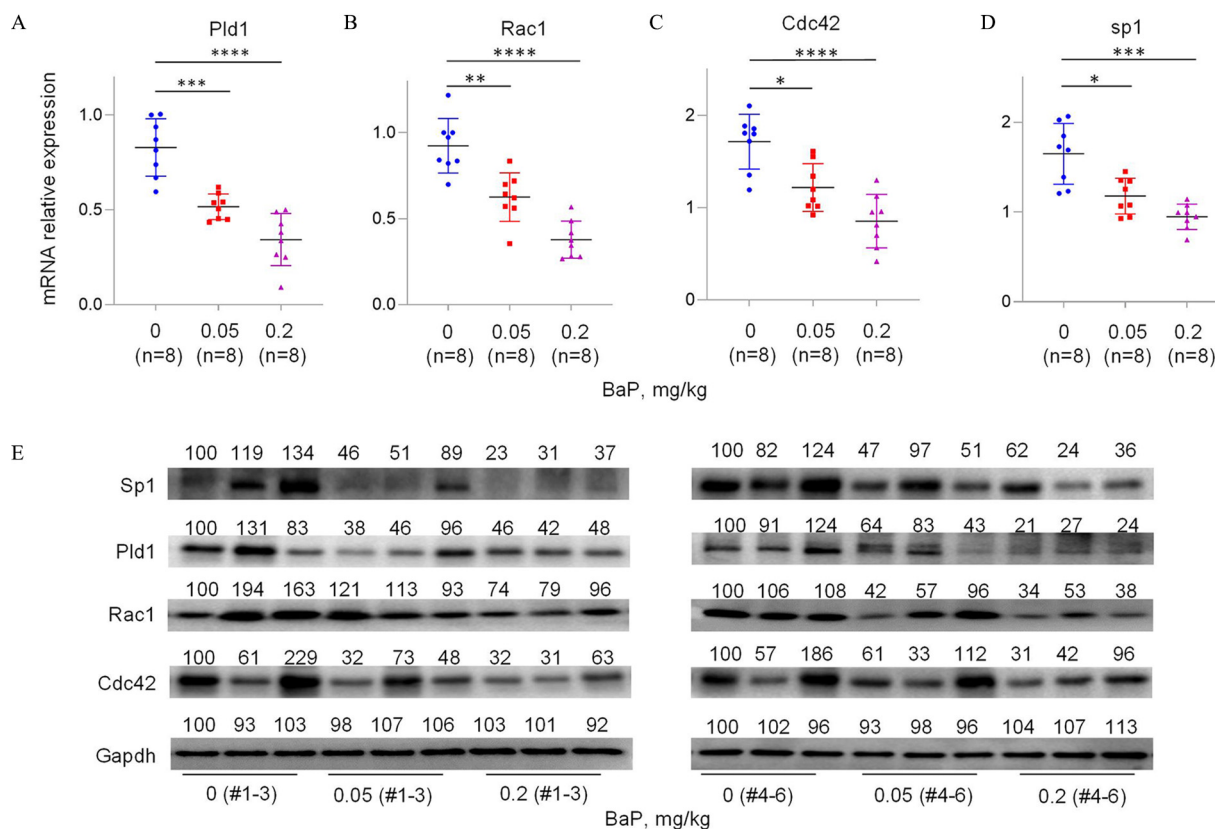 A
Pld1
B
Rac1
C
Cdc42
D
sp1
mRNA relative expression
****
***
1.0
0.5
0.0
0
0.05
0.2
(n=8)
(n=8)
(n=8)
****
**
1.0
0.5
0.0
0
0.05
0.2
(n=8)
(n=8)
(n=8)
****
*
2
1
0
0
0.05
0.2
(n=8)
(n=8)
(n=8)
***
*
2
1
0
0
0.05
0.2
(n=8)
(n=8)
(n=8)
BaP, mg/kg
E
100 119 134 46 51 89 23 31 37
100 82 124 47 97 51 62 24 36
Sp1
100 131 83 38 46 96 46 42 48
100 91 124 64 83 43 21 27 24
Pld1
100 194 163 121 113 93 74 79 96
100 106 108 42 57 96 34 53 38
Rac1
100 61 229 32 73 48 32 31 63
100 57 186 61 33 112 31 42 96
Cdc42
100 93 103 98 107 106 103 101 92
100 102 96 93 98 96 104 107 113
Gapdh
0 (#1-3) 0.05 (#1-3) 0.2 (#1-3)
0 (#4-6) 0.05 (#4-6) 0.2 (#4-6)
BaP, mg/kg